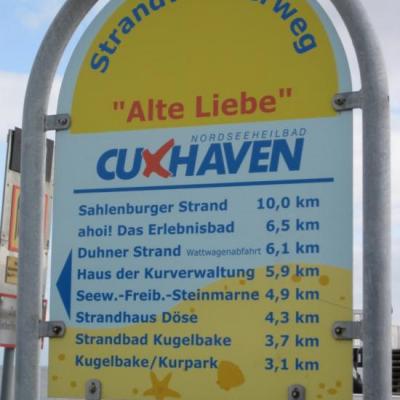 "Alte Liebe"
NORDSEEHEILBAD
CUXHAVEN
Sahlenburger Strand 10,0 km
ahoi! Das Erlebnisbad 6,5 km
Duhner Strand Wattwagenabfahrt 6,1 km
Haus der Kurverwaltung 5,9 km
Seew.-Freib.-Steinmarne 4,9 km
Strandhaus Döse 4,3 km
Strandbad Kugelbake 3,7 km
Kugelbake/Kurpark 3,1 km